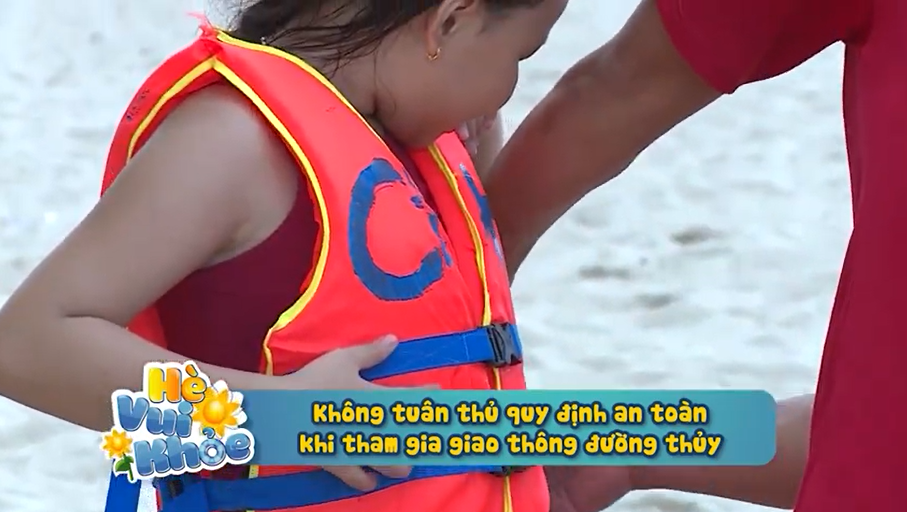 Hè
Vui
Khỏe
Không tuân thủ quy định an toàn
khi tham gia giao thông đường thủy